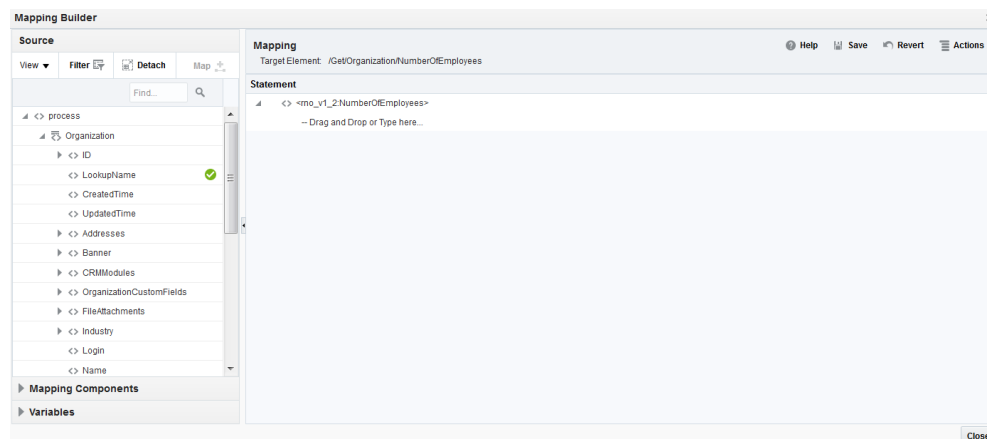 Mapping Builder
Source
View Filter Detach Map
Find...
process
Organization
ID
LookupName
CreatedTime
UpdatedTime
Addresses
Banner
CRMModules
OrganizationCustomFields
FileAttachments
Industry
Login
Name
Mapping Components
Variables
Mapping
Help Save Revert Actions
Target Element: /Get/Organization/NumberOfEmployees
Statement
<> <rno_v1_2:NumberOfEmployees>
-- Drag and Drop or Type here...
Close